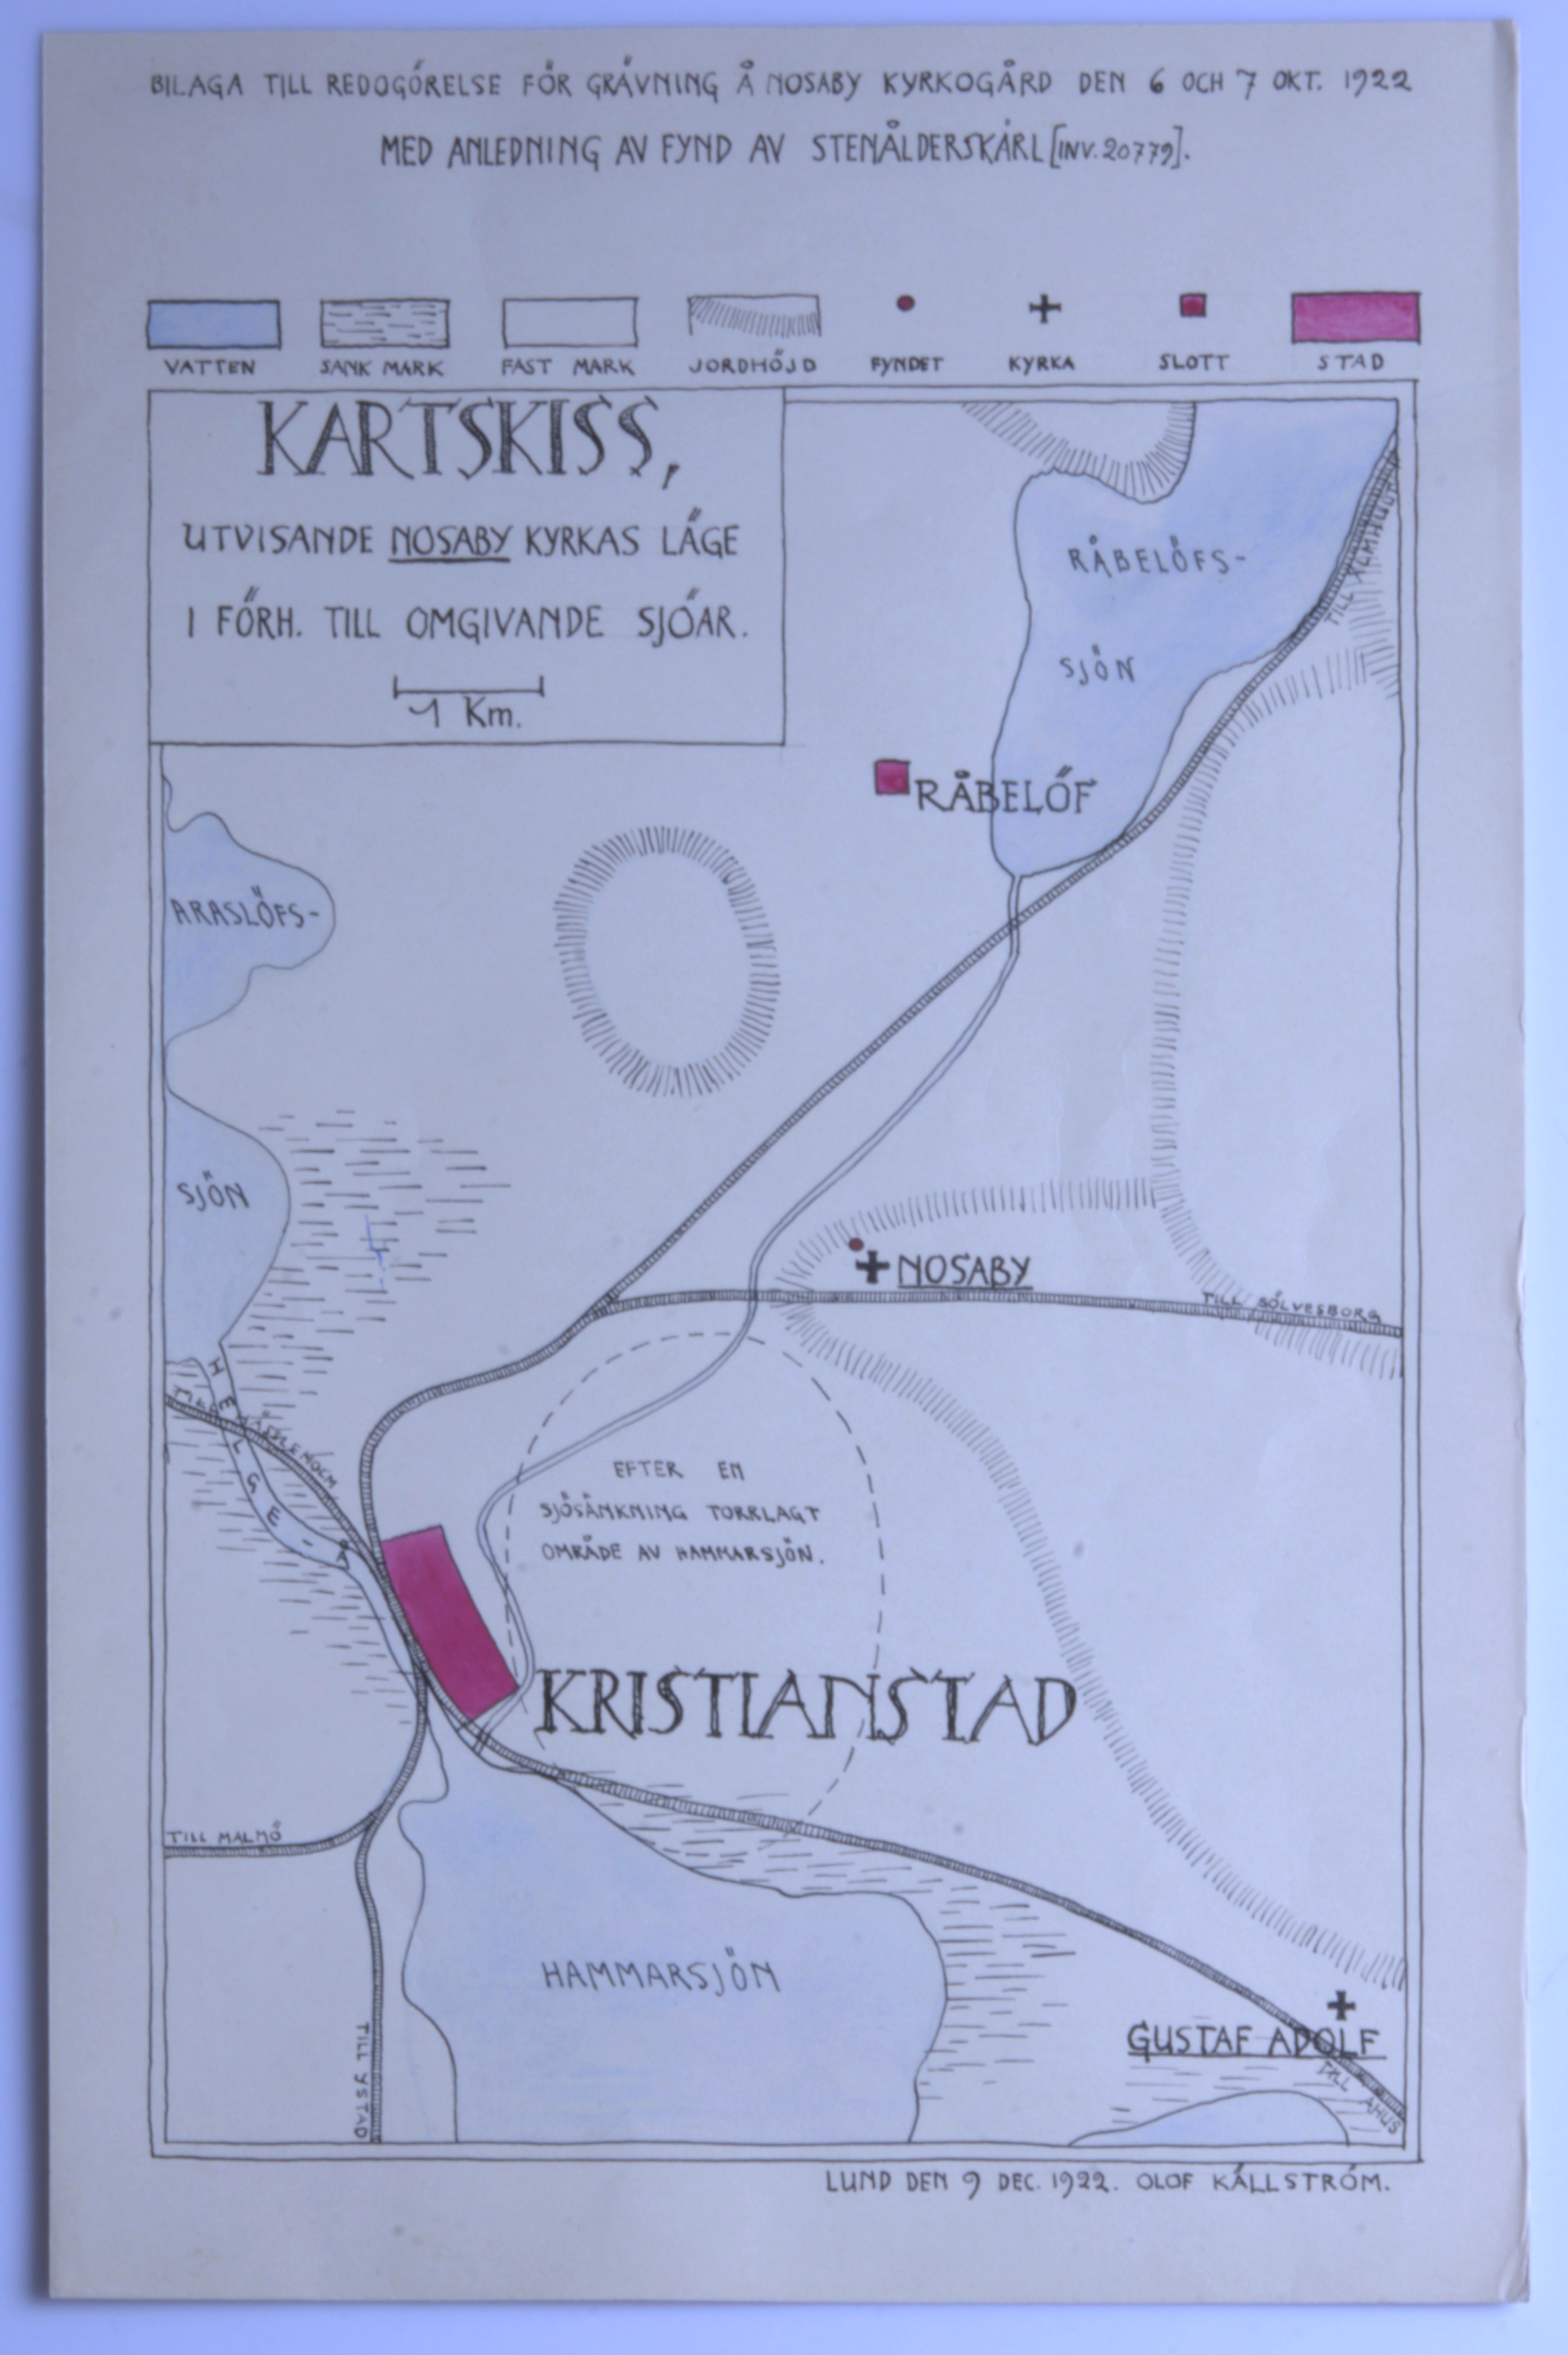 BILAGA TILL REDOGÖRELSE FÖR GRÄVNING Å NOSABY KYRKOGÅRD DEN 6 OCH 7 OKT. 1922
MED ANLEDNING AV FYND AV STENÅLDERSKÄRL [INV. 20779].
VATTEN SANK MARK FAST MARK JORDHÖJD FYNDET KYRKA SLOTT STAD
KARTSKISS,
UTVISANDE NOSABY KYRKAS LÄGE
I FÖRH. TILL OMGIVANDE SJÖAR.
1 Km.
RÅBELÖFS-
SJÖN
TILL ÄLMHULT
RÅBELÖF
ARASLÖFS-
SJÖN
NOSABY
TILL SÖLVESBORG
HELGE-Å
TILL HÄSSLEHOLM
EFTER EN
SJÖSÄNKNING TORRLAGT
OMRÅDE AV HAMMARSJÖN.
KRISTIANSTAD
TILL MALMÖ
TILL YSTAD
HAMMARSJÖN
GUSTAF ADOLF
TILL ÅHUS
LUND DEN 9 DEC. 1922. OLOF KÄLLSTRÖM.